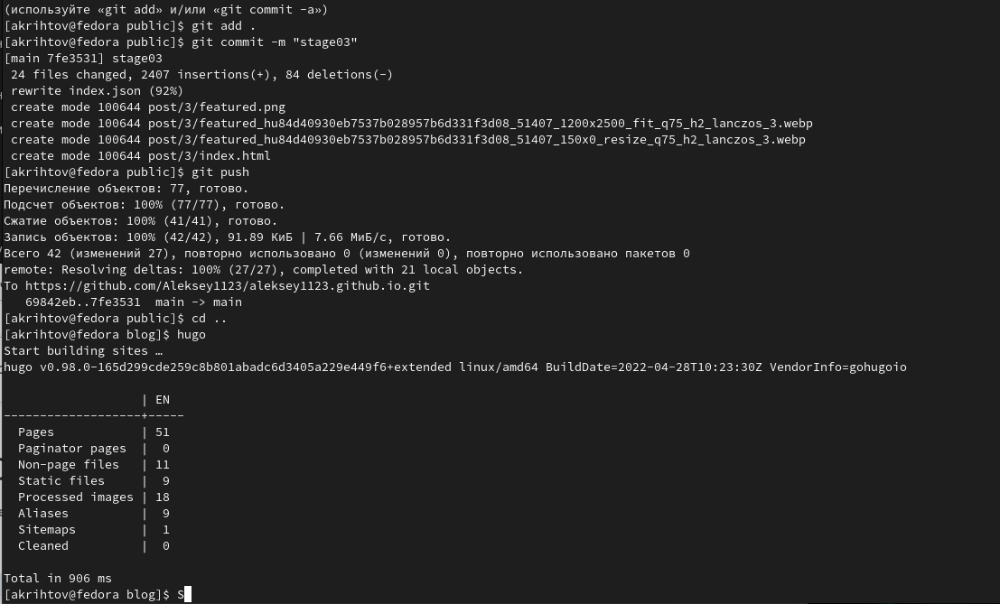 (используйте «git add» и/или «git commit -a»)
[akrihtov@fedora public]$ git add .
[akrihtov@fedora public]$ git commit -m "stage03"
[main 7fe3531] stage03
 24 files changed, 2407 insertions(+), 84 deletions(-)
 rewrite index.json (92%)
 create mode 100644 post/3/featured.png
 create mode 100644 post/3/featured_hu84d40930eb7537b028957b6d331f3d08_51407_1200x2500_fit_q75_h2_lanczos_3.webp
 create mode 100644 post/3/featured_hu84d40930eb7537b028957b6d331f3d08_51407_150x0_resize_q75_h2_lanczos_3.webp
 create mode 100644 post/3/index.html
[akrihtov@fedora public]$ git push
Перечисление объектов: 77, готово.
Подсчет объектов: 100% (77/77), готово.
Сжатие объектов: 100% (41/41), готово.
Запись объектов: 100% (42/42), 91.89 КиБ | 7.66 МиБ/с, готово.
Всего 42 (изменений 27), повторно использовано 0 (изменений 0), повторно использовано пакетов 0
remote: Resolving deltas: 100% (27/27), completed with 21 local objects.
To https://github.com/Aleksey1123/aleksey1123.github.io.git
   69842eb..7fe3531  main -> main
[akrihtov@fedora public]$ cd ..
[akrihtov@fedora blog]$ hugo
Start building sites …
hugo v0.98.0-165d299cde259c8b801abadc6d3405a229e449f6+extended linux/amd64 BuildDate=2022-04-28T10:23:30Z VendorInfo=gohugoio
                   | EN
-------------------+-----
  Pages            | 51
  Paginator pages  |  0
  Non-page files   | 11
  Static files     |  9
  Processed images | 18
  Aliases          |  9
  Sitemaps         |  1
  Cleaned          |  0
Total in 906 ms
[akrihtov@fedora blog]$ S